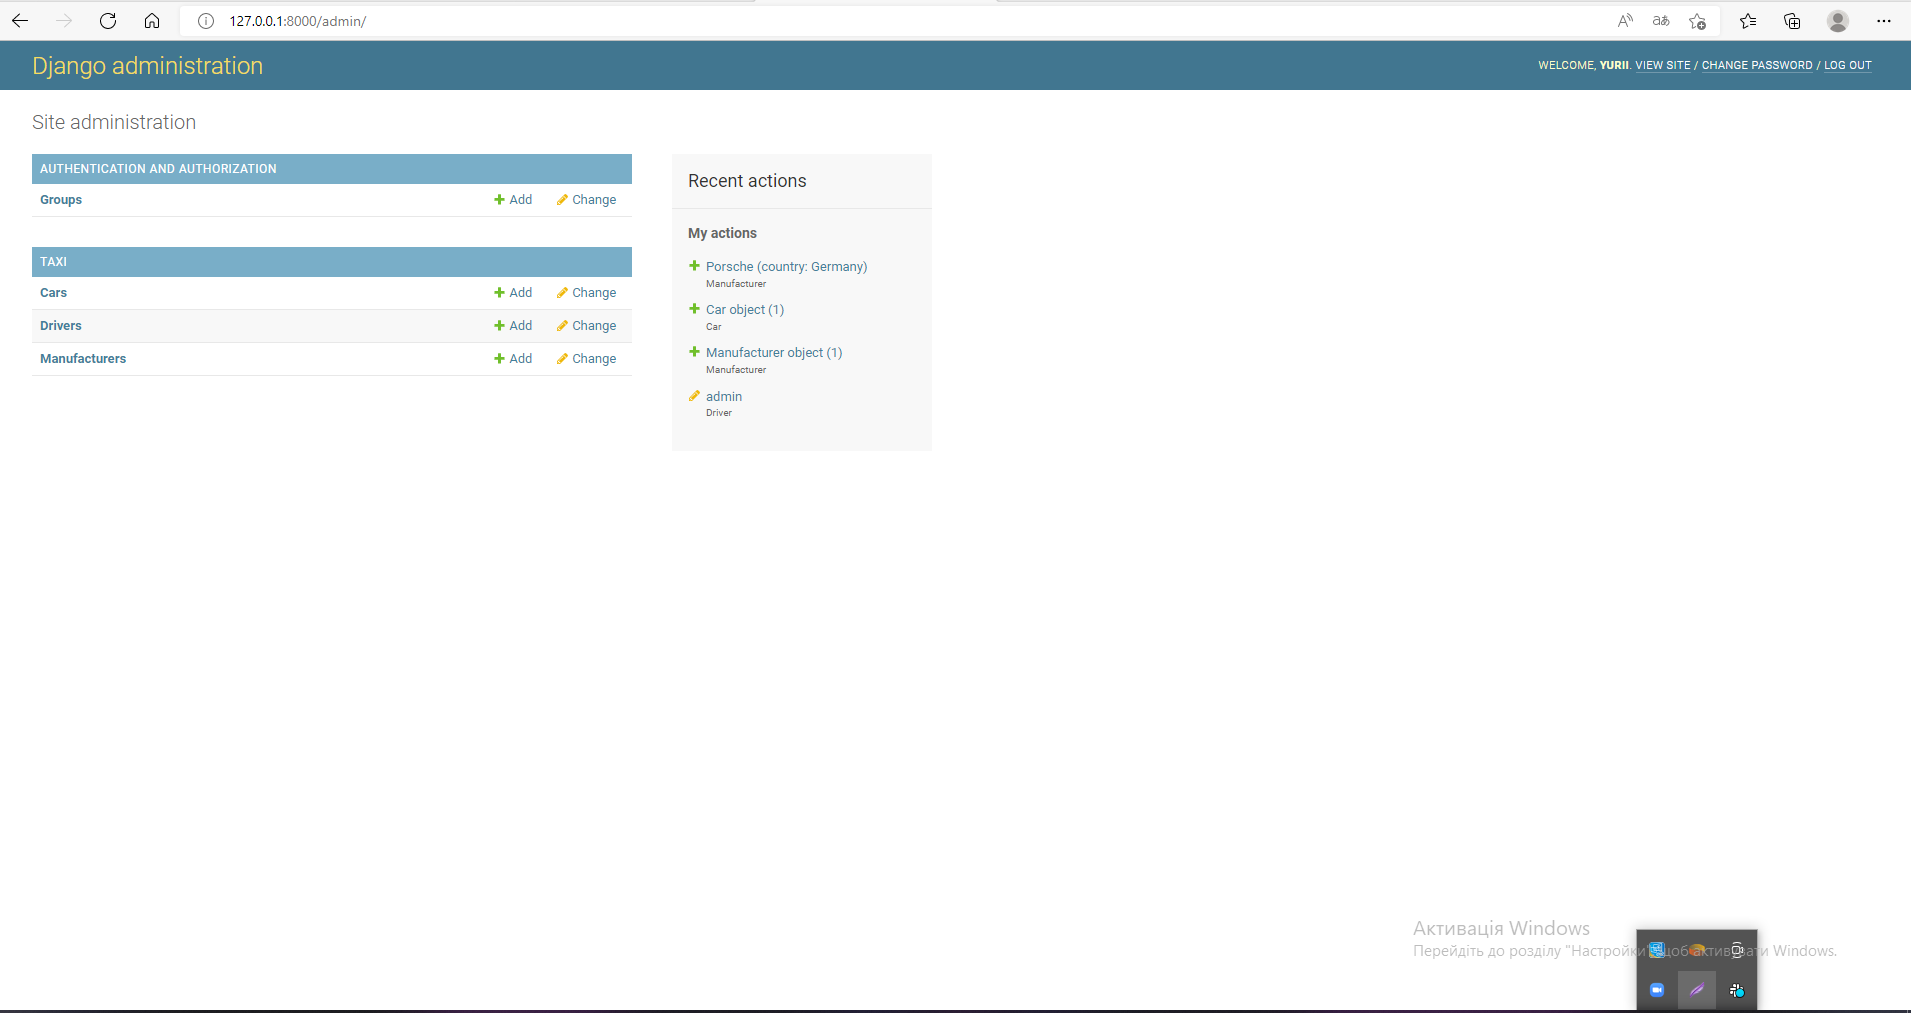 127.0.0.1:8000/admin/
Django administration
WELCOME, YURII. VIEW SITE / CHANGE PASSWORD / LOG OUT
Site administration
AUTHENTICATION AND AUTHORIZATION
Groups Add Change
TAXI
Cars Add Change
Drivers Add Change
Manufacturers Add Change
Recent actions
My actions
Porsche (country: Germany)
Manufacturer
Car object (1)
Car
Manufacturer object (1)
Manufacturer
admin
Driver
Активація Windows
Перейдіть до розділу "Настройки", щоб активувати Windows.